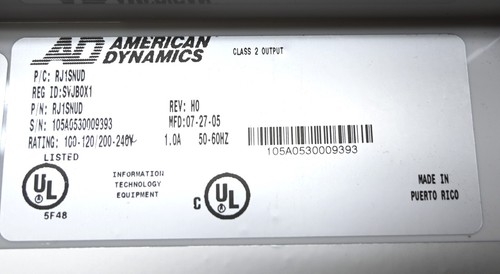 AD AMERICAN
DYNAMICS
CLASS 2 OUTPUT
P/C: RJ1SNUD
REG ID:SVJBOX1
P/N: RJ1SNUD
REV: H0
S/N: 105A0530009393
MFD:07-27-05
RATING: 100-120/200-240V
1.0A
50-60HZ
105A0530009393
LISTED
UL
5F48
INFORMATION
TECHNOLOGY
EQUIPMENT
C UL
MADE IN
PUERTO RICO